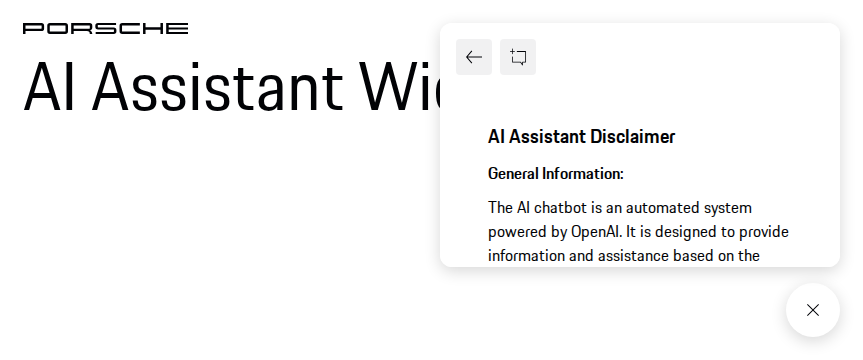 PORSCHE
AI Assistant Wi
AI Assistant Disclaimer
General Information:
The AI chatbot is an automated system
powered by OpenAI. It is designed to provide
information and assistance based on the